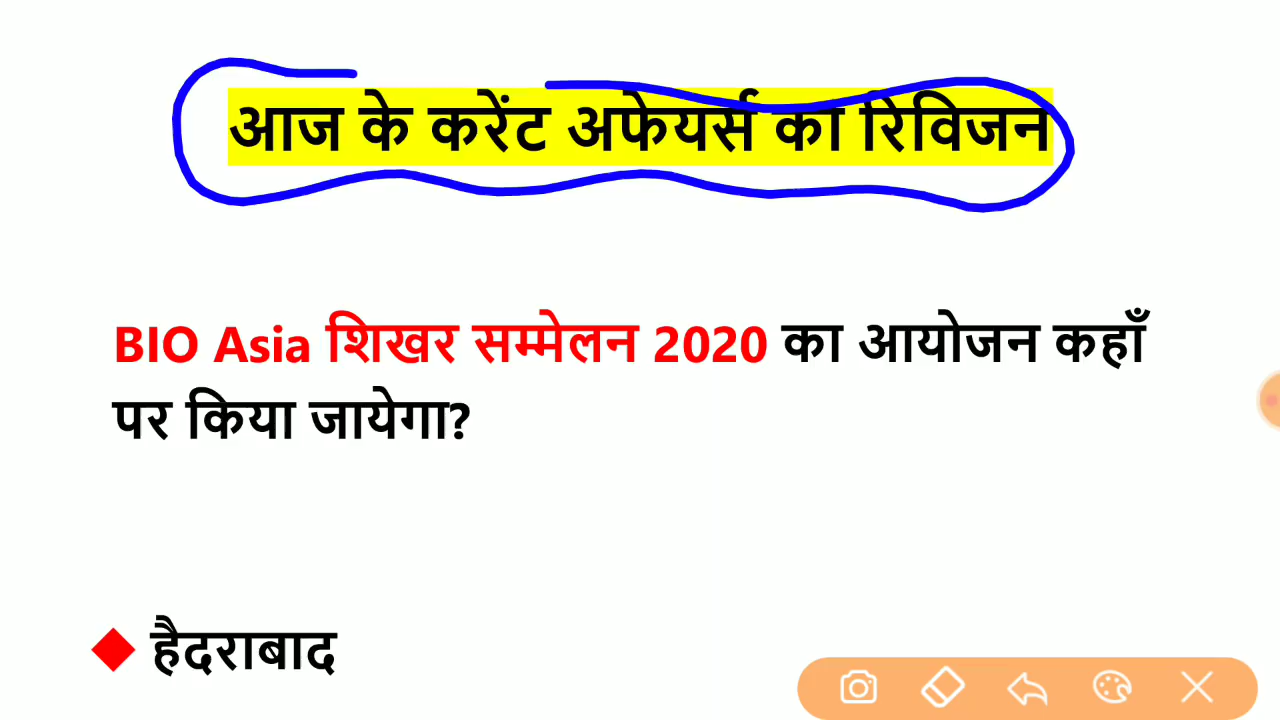 आज के करेंट अफेयर्स का रिविजन
BIO Asia शिखर सम्मेलन 2020 का आयोजन कहाँ
पर किया जायेगा?
हैदराबाद